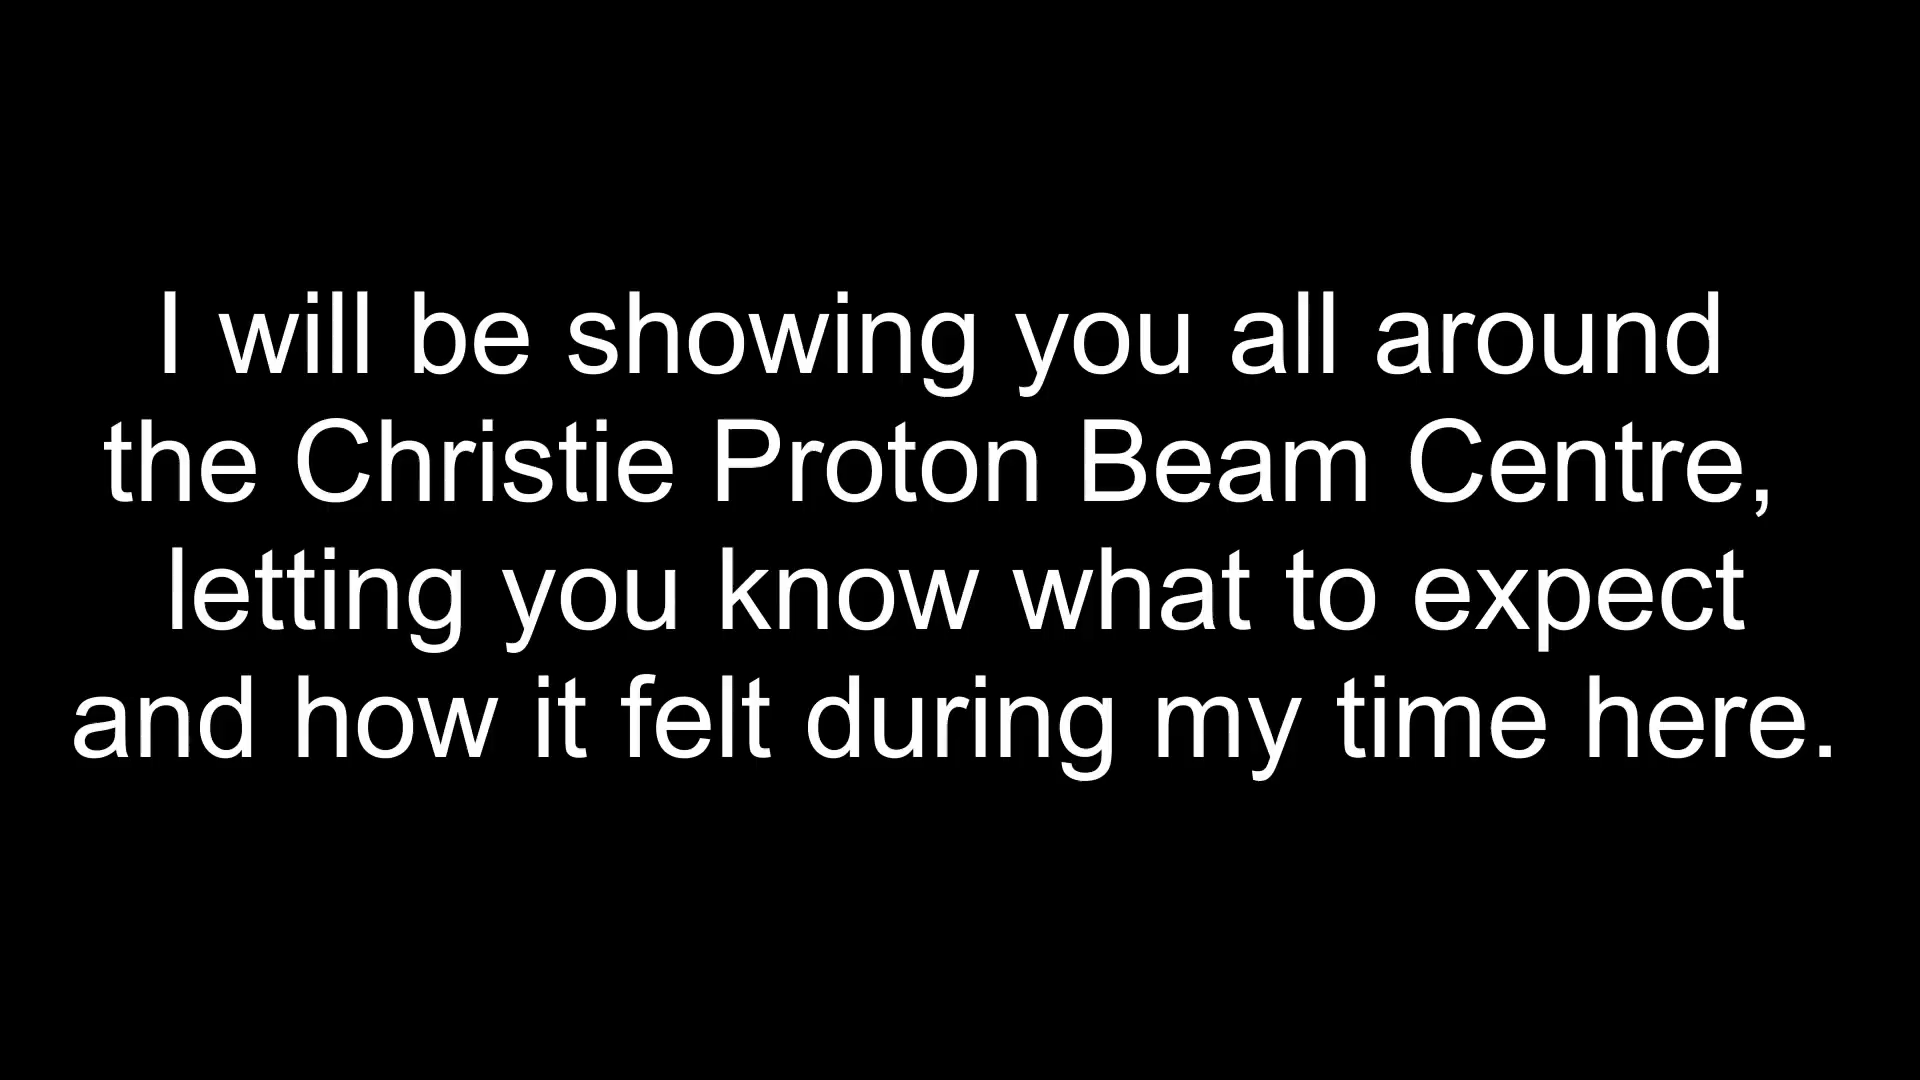 I will be showing you all around
the Christie Proton Beam Centre,
letting you know what to expect
and how it felt during my time here.